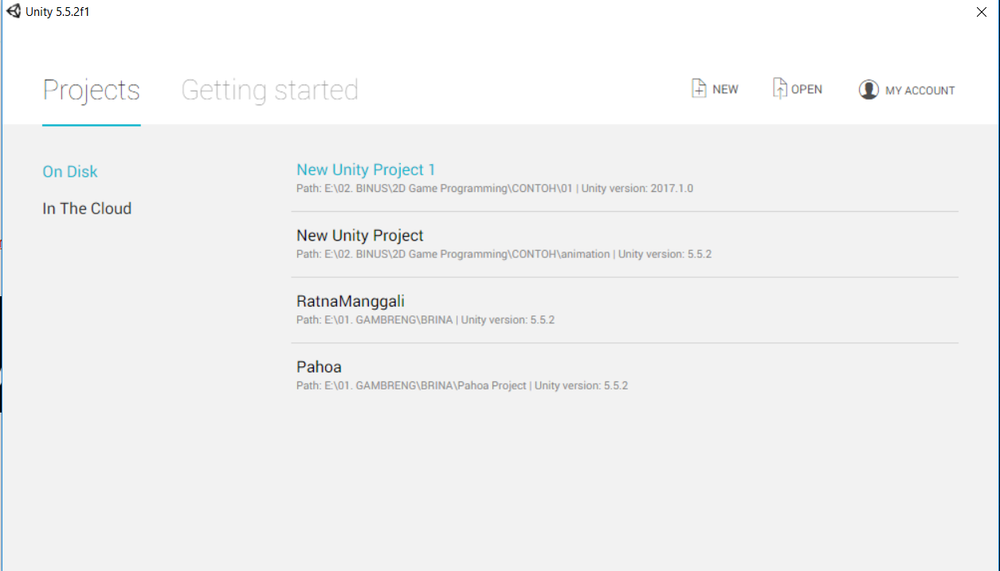 Unity 5.5.2f1
Projects
Getting started
NEW
OPEN
MY ACCOUNT
On Disk
In The Cloud
New Unity Project 1
Path: E:\02. BINUS\2D Game Programming\CONTOH\01 | Unity version: 2017.1.0
New Unity Project
Path: E:\02. BINUS\2D Game Programming\CONTOH\animation | Unity version: 5.5.2
RatnaManggali
Path: E:\01. GAMBRENG\BRINA | Unity version: 5.5.2
Pahoa
Path: E:\01. GAMBRENG\BRINA\Pahoa Project | Unity version: 5.5.2